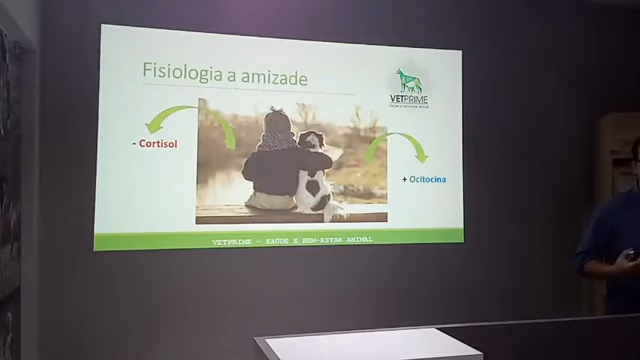 Fisiologia a amizade
VETPRIME
- Cortisol
+ Ocitocina
VETPRIME – SAÚDE E BEM-ESTAR ANIMAL